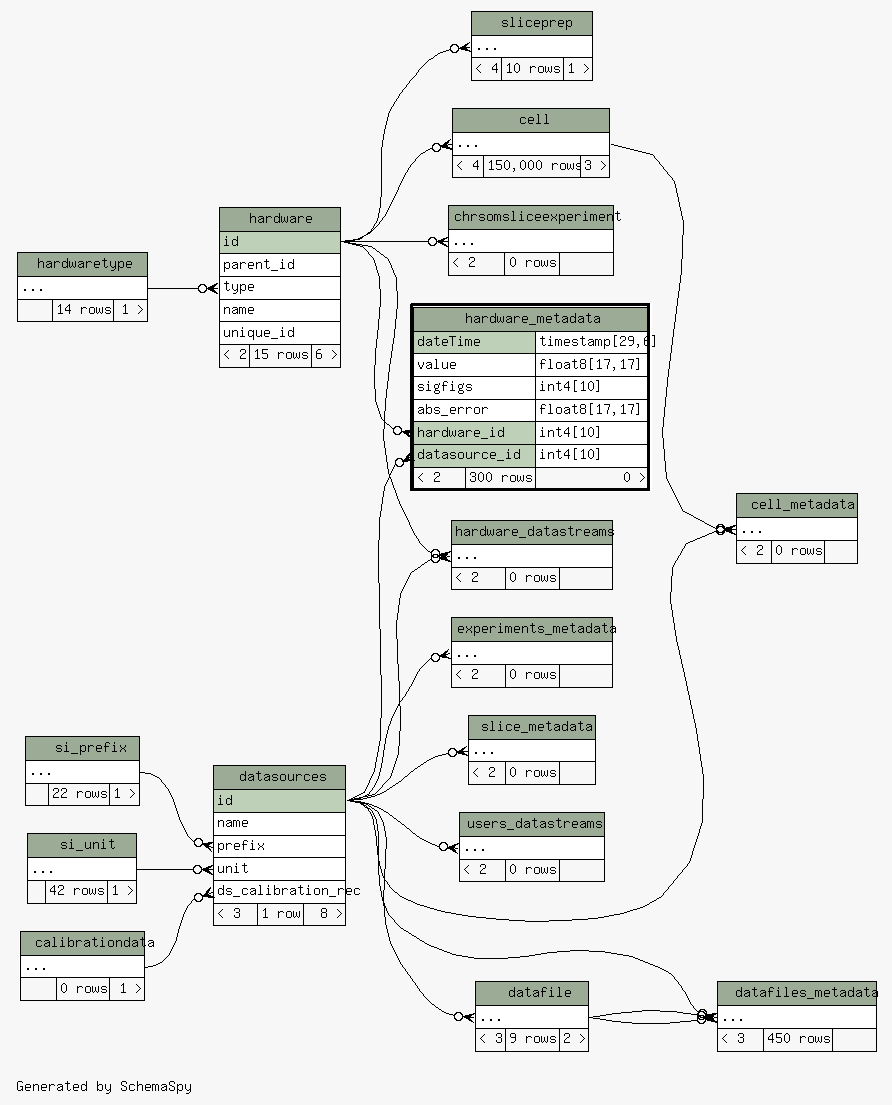 sliceprep
...
< 4 10 rows 1 >
cell
...
< 4 150,000 rows 3 >
chrsomsliceexperiment
...
< 2 0 rows
hardware
id
parent_id
type
name
unique_id
< 2 15 rows 6 >
hardwaretype
...
14 rows 1 >
hardware_metadata
dateTime timestamp[29,6]
value float8[17,17]
sigfigs int4[10]
abs_error float8[17,17]
hardware_id int4[10]
datasource_id int4[10]
< 2 300 rows 0 >
cell_metadata
...
< 2 0 rows
hardware_datastreams
...
< 2 0 rows
experiments_metadata
...
< 2 0 rows
slice_metadata
...
< 2 0 rows
si_prefix
...
22 rows 1 >
datasources
id
name
prefix
unit
ds_calibration_rec
< 3 1 row 8 >
si_unit
...
42 rows 1 >
users_datastreams
...
< 2 0 rows
calibrationdata
...
0 rows 1 >
datafile
...
< 3 9 rows 2 >
datafiles_metadata
...
< 3 450 rows
Generated by SchemaSpy